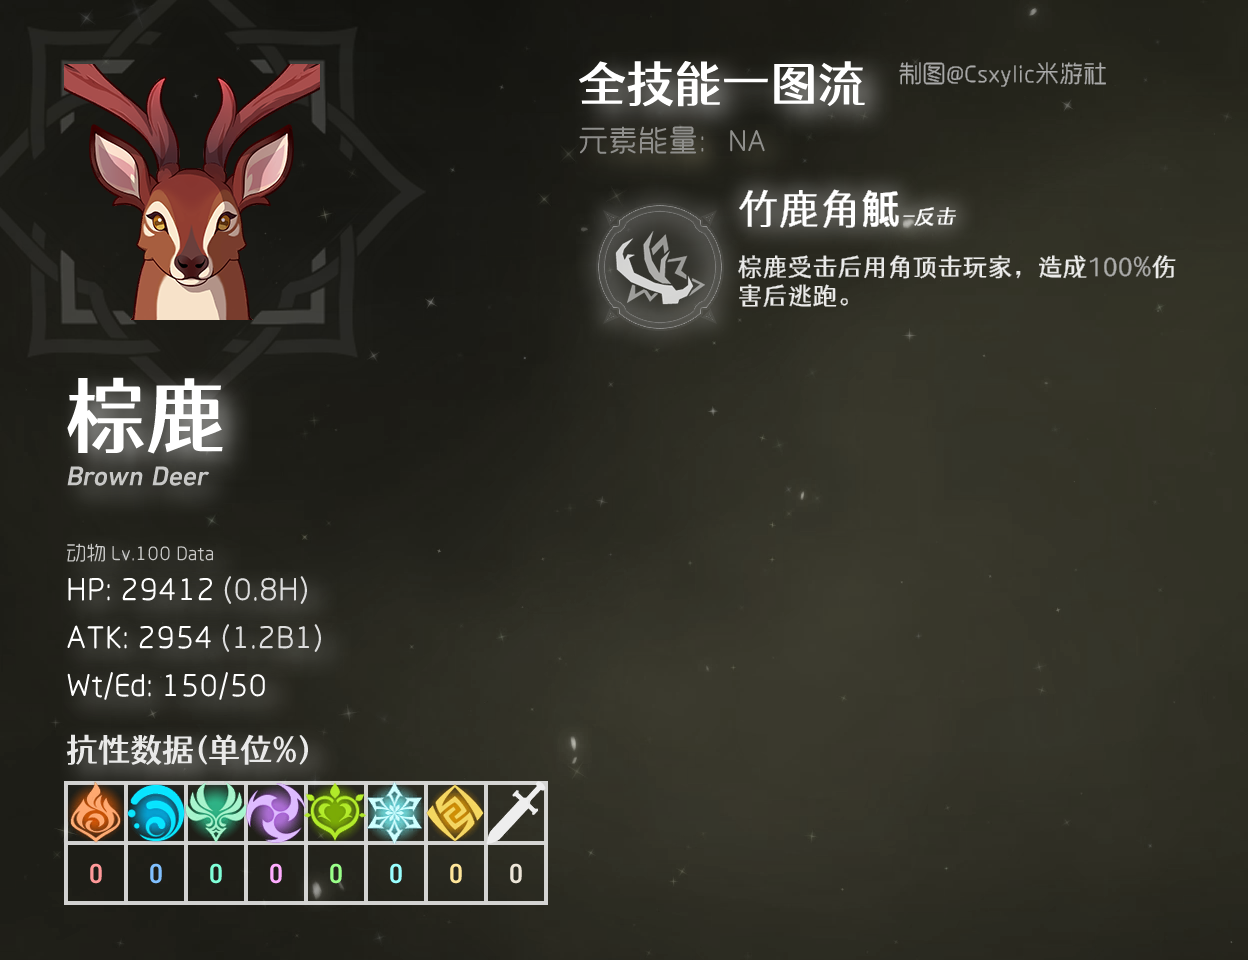 全技能一图流
制图@Csxylic米游社
元素能量： NA
竹鹿角觝-反击
棕鹿受击后用角顶击玩家，造成100%伤
害后逃跑。
棕鹿
Brown Deer
动物 Lv.100 Data
HP: 29412 (0.8H)
ATK: 2954 (1.2B1)
Wt/Ed: 150/50
抗性数据(单位%)
0 0 0 0 0 0 0 0